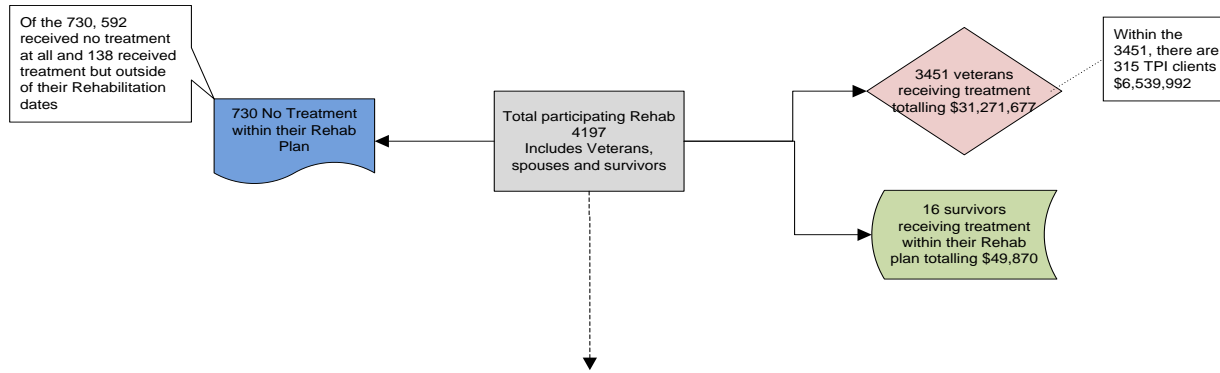 Of the 730, 592
received no treatment
at all and 138 received
treatment but outside
of their Rehabilitation
dates
730 No Treatment
within their Rehab
Plan
Total participating Rehab
4197
Includes Veterans,
spouses and survivors
3451 veterans
receiving treatment
totalling $31,271,677
Within the
3451, there are
315 TPI clients
$6,539,992
16 survivors
receiving treatment
within their Rehab
plan totalling $49,870